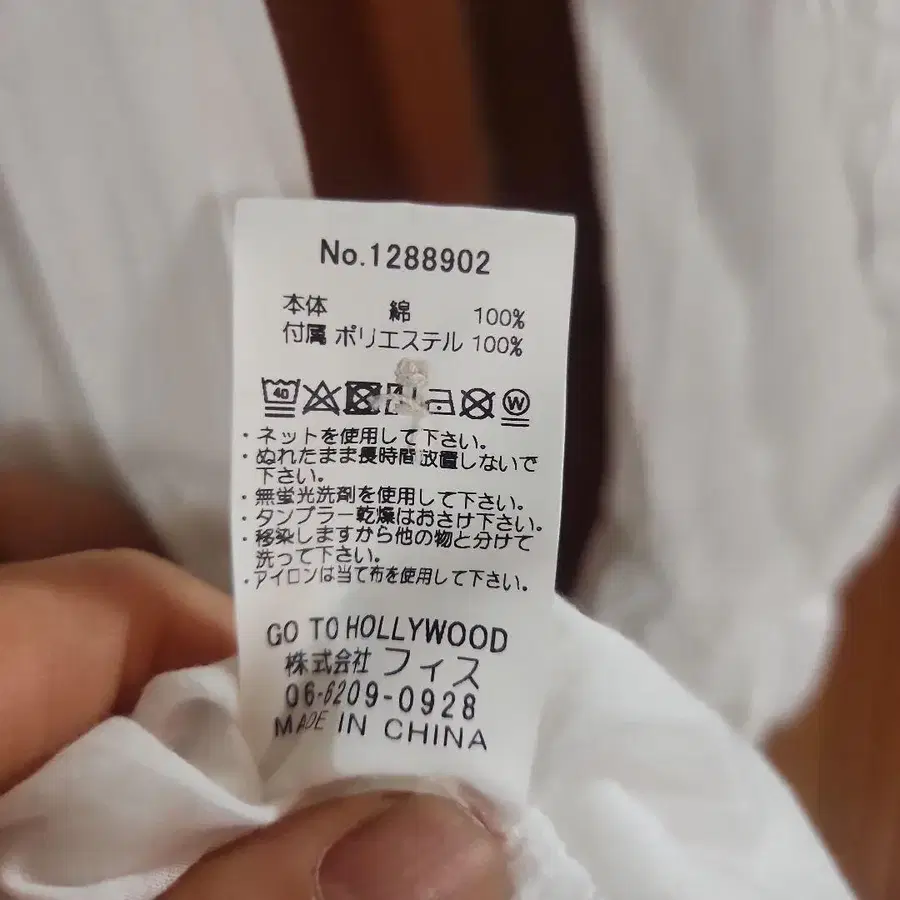 No.1288902
本体 綿 100%
付属 ポリエステル 100%
40 W
・ネットを使用して下さい。
・ぬれたまま長時間放置しないで
下さい。
・無蛍光洗剤を使用して下さい。
・タンブラー乾燥はおさけ下さい。
・移染しますから他の物と分けて
洗って下さい。
・アイロンは当て布を使用して下さい。
GO TO HOLLYWOOD
株式会社 フィス
06-6209-0928
MADE IN CHINA